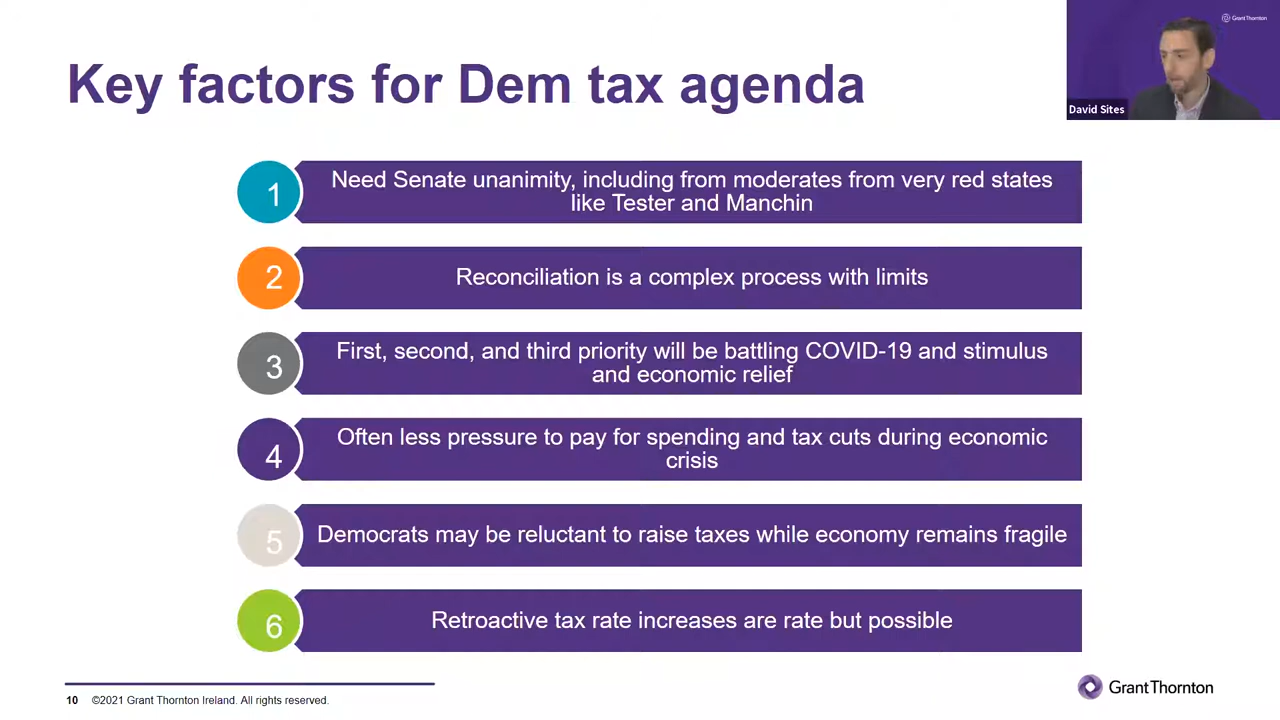 GrantThornton
Key factors for Dem tax agenda
David Sites
1
Need Senate unanimity, including from moderates from very red states
like Tester and Manchin
2
Reconciliation is a complex process with limits
3
First, second, and third priority will be battling COVID-19 and stimulus
and economic relief
4
Often less pressure to pay for spending and tax cuts during economic
crisis
5
Democrats may be reluctant to raise taxes while economy remains fragile
6
Retroactive tax rate increases are rate but possible
10 ©2021 Grant Thornton Ireland. All rights reserved.
GrantThornton